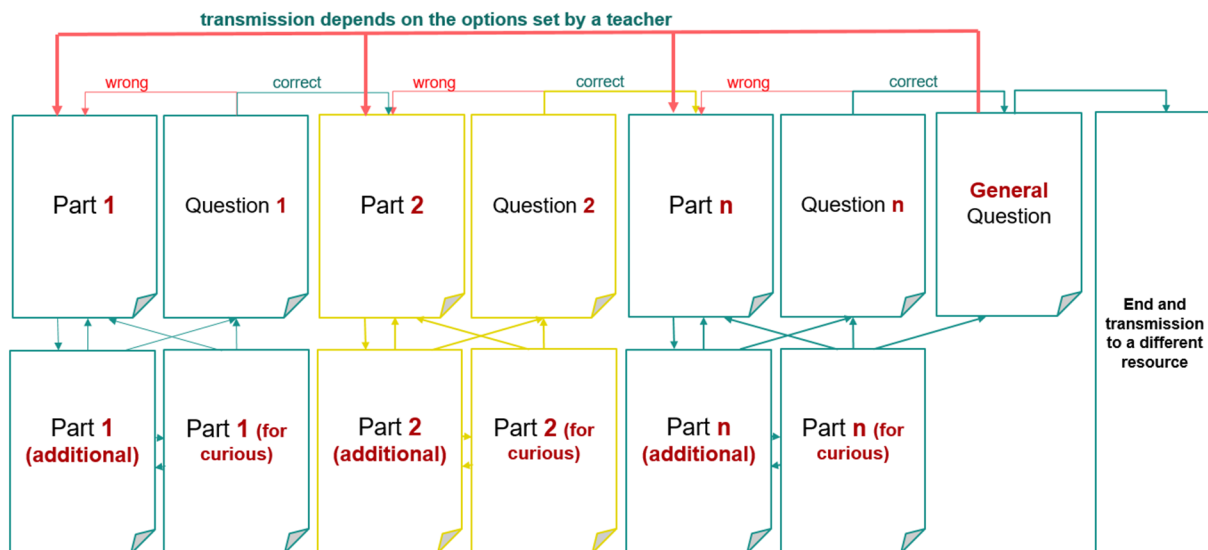 transmission depends on the options set by a teacher
wrong
correct
wrong
correct
wrong
correct
Part 1
Question 1
Part 2
Question 2
Part n
Question n
General
Question
End and
transmission
to a different
resource
Part 1
(additional)
Part 1 (for
curious)
Part 2
(additional)
Part 2 (for
curious)
Part n
(additional)
Part n (for
curious)